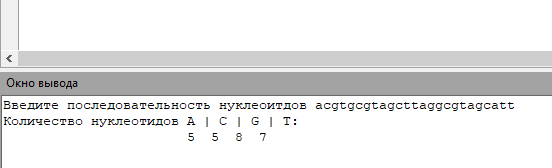 Окно вывода
Введите последовательность нуклеоитдов acgtgcgtagcttaggcgtagcatt
Количество нуклеотидов A | C | G | T:
5 5 8 7